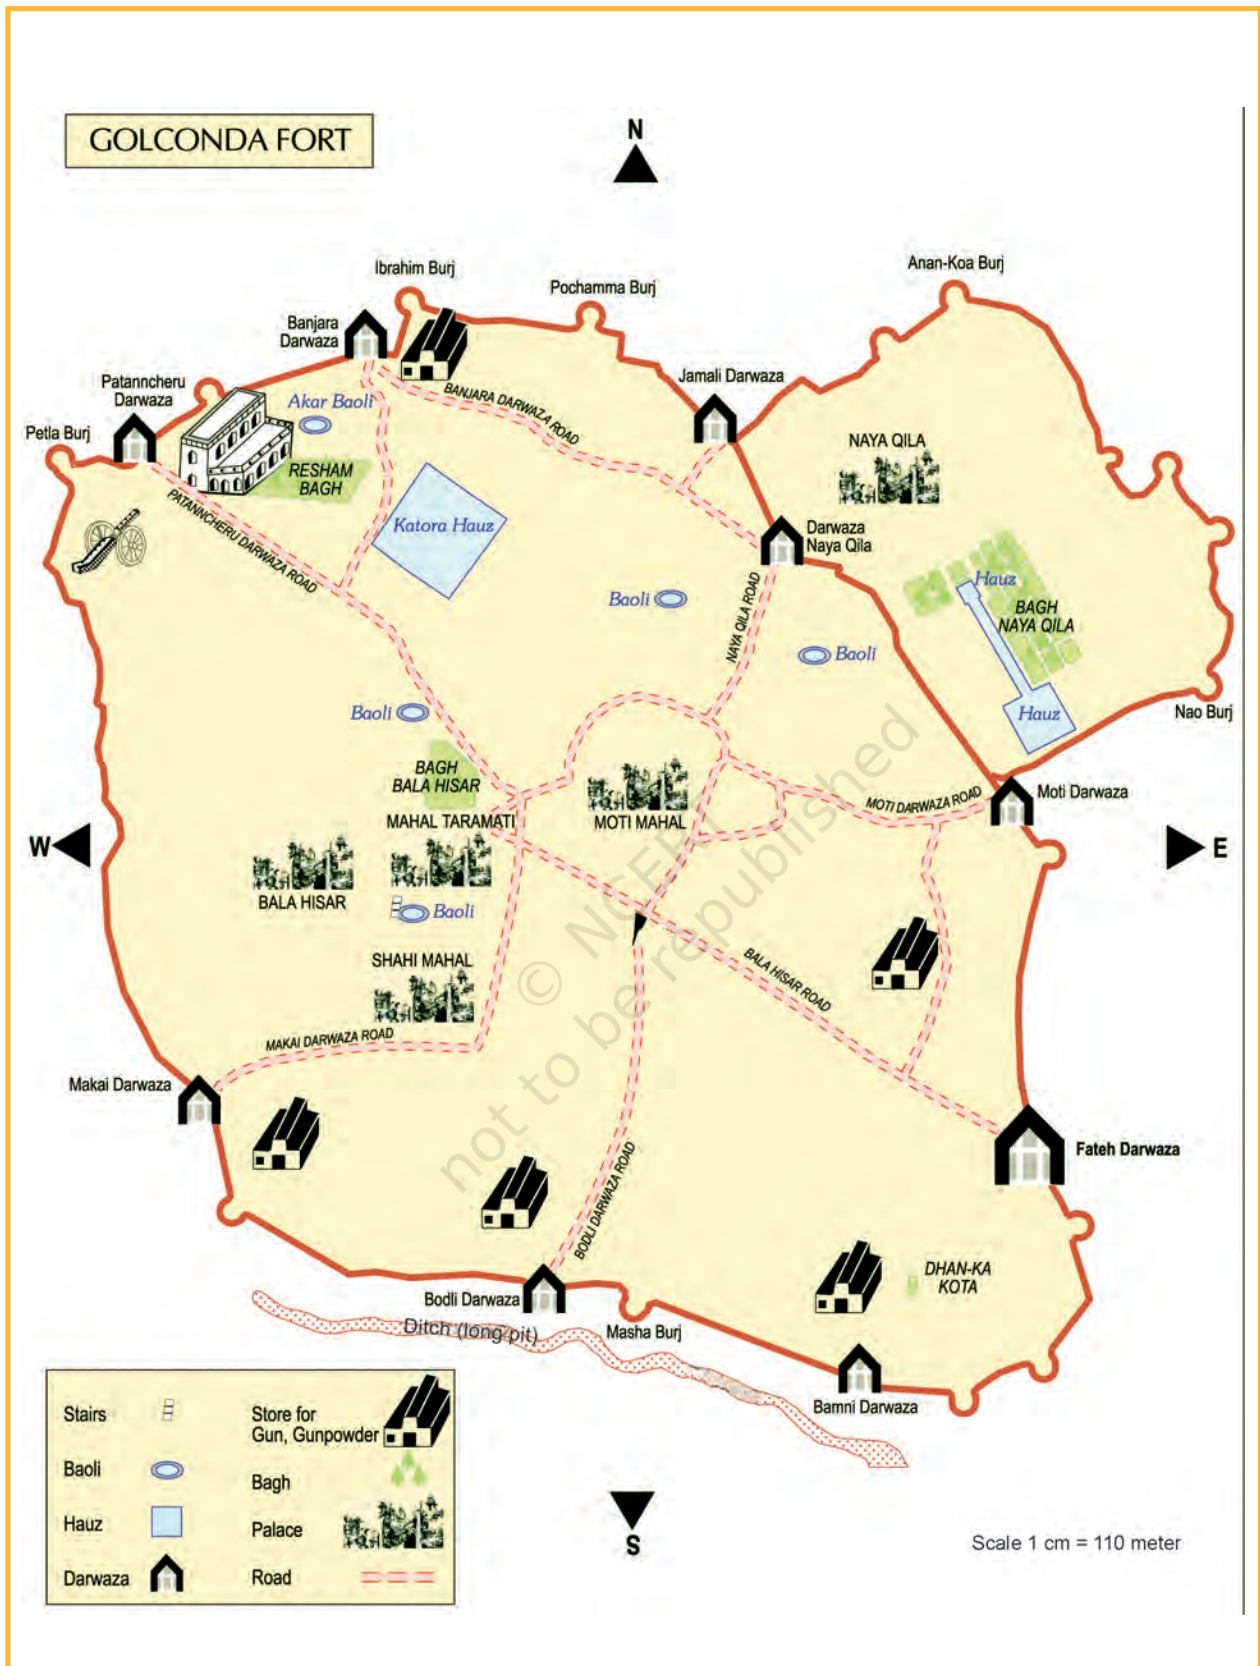 GOLCONDA FORT
N
Ibrahim Burj
Anan-Koa Burj
Pochamma Burj
Banjara
Darwaza
Patanncheru
Darwaza
Jamali Darwaza
Akar Baoli
BANJARA DARWAZA ROAD
Petla Burj
NAYA QILA
RESHAM
BAGH
PATANNCHERU DARWAZA ROAD
Katora Hauz
Darwaza
Naya Qila
Hauz
BAGH
NAYA QILA
Baoli
NAYA QILA ROAD
Baoli
Baoli
Hauz
Nao Burj
BAGH
BALA HISAR
MOTI DARWAZA ROAD
Moti Darwaza
MAHAL TARAMATI
MOTI MAHAL
W
E
BALA HISAR
Baoli
SHAHI MAHAL
BALA HISAR ROAD
MAKAI DARWAZA ROAD
Makai Darwaza
Fateh Darwaza
BODLI DARWAZA ROAD
DHAN-KA
KOTA
Bodli Darwaza
Ditch (long pit)
Masha Burj
Bamni Darwaza
© NCERT
not to be republished
Stairs
Baoli
Hauz
Darwaza
Store for
Gun, Gunpowder
Bagh
Palace
Road
S
Scale 1 cm = 110 meter